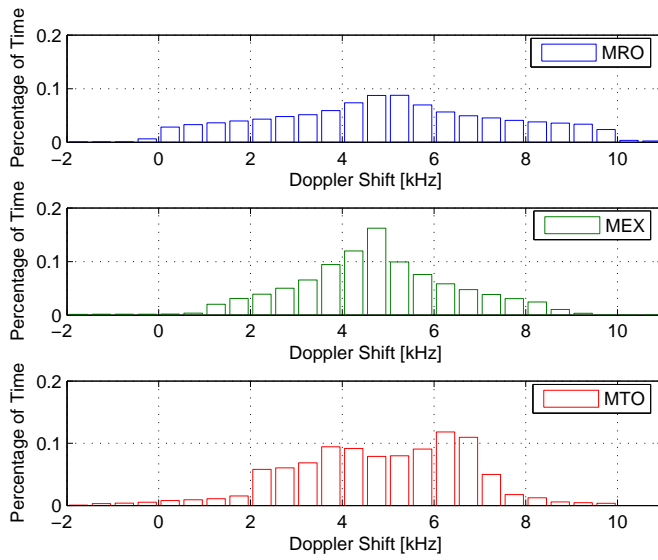 0.2
0.1
0
Percentage of Time
MRO
−2 0 2 4 6 8 10
Doppler Shift [kHz]
0.2
0.1
0
Percentage of Time
MEX
−2 0 2 4 6 8 10
Doppler Shift [kHz]
0.2
0.1
0
Percentage of Time
MTO
−2 0 2 4 6 8 10
Doppler Shift [kHz]